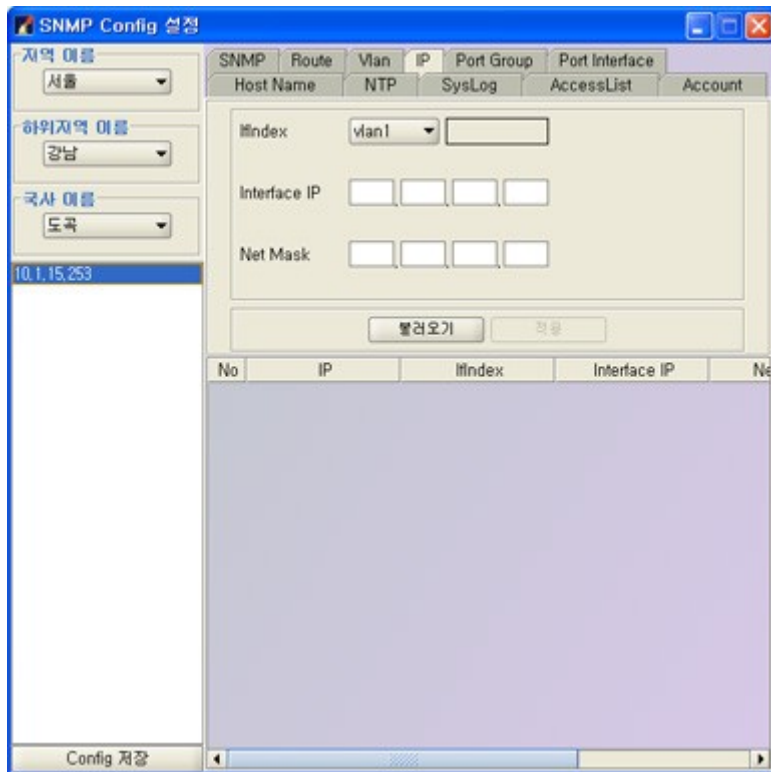 SNMP Config 설정
지역 이름
서울
하위지역 이름
강남
국사 이름
도곡
10.1.15.253
Config 저장
SNMP Route Vlan IP Port Group Port Interface
Host Name NTP SysLog AccessList Account
IfIndex vlan1
Interface IP . . .
Net Mask . . .
불러오기 적용
No IP IfIndex Interface IP Ne